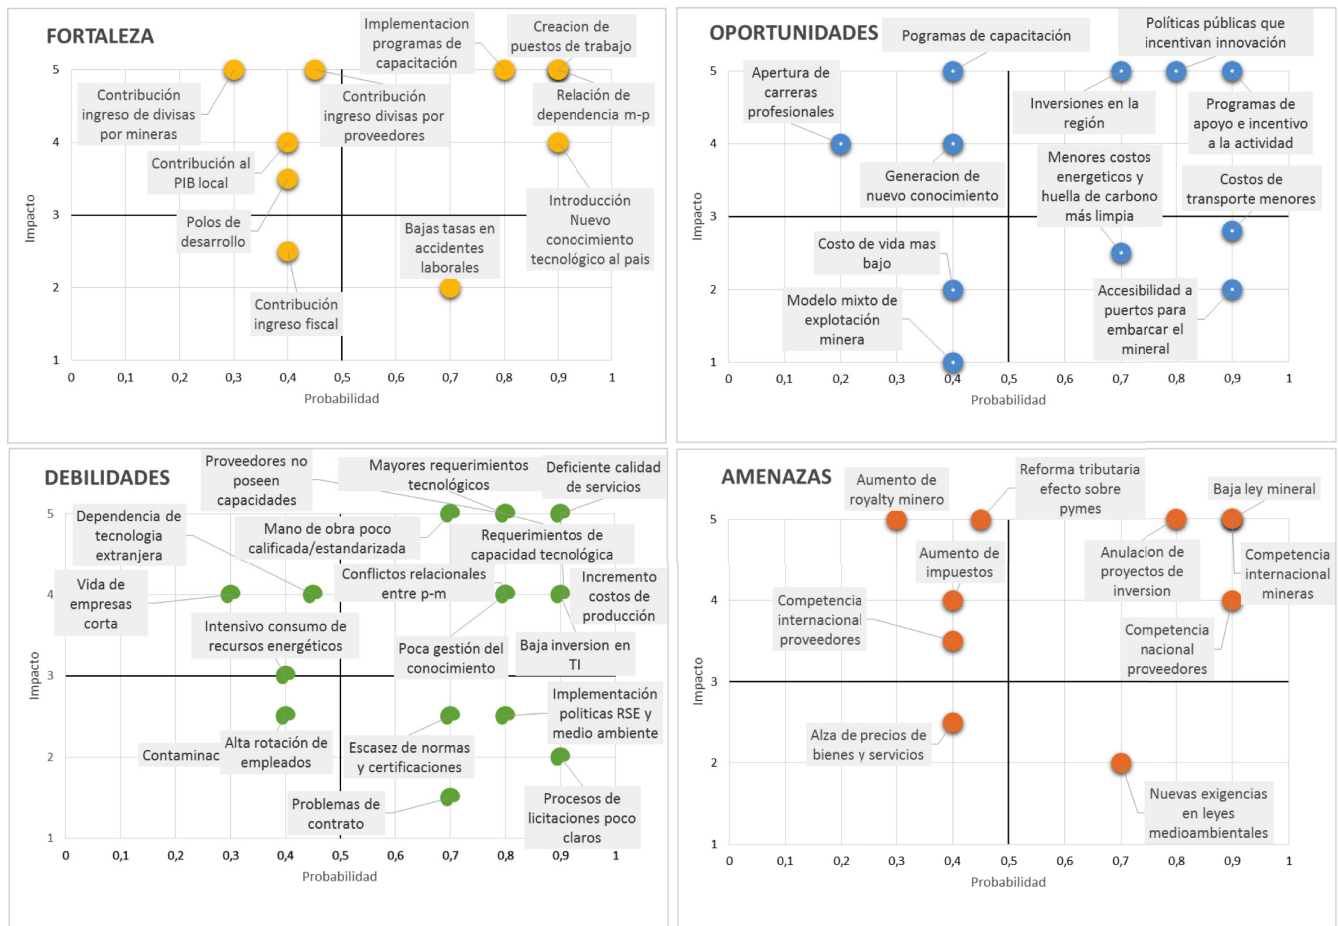 FORTALEZA
Implementacion
programas de
capacitación
Creacion de
puestos de trabajo
Contribución
ingreso de divisas
por mineras
Contribución
ingreso divisas por
proveedores
Relación de
dependencia m-p
Contribución al
PIB local
Polos de
desarrollo
Bajas tasas en
accidentes
laborales
Introducción
Nuevo
conocimiento
tecnológico al pais
Contribución
ingreso fiscal
Impacto
5
4
3
2
1
0 0,1 0,2 0,3 0,4 0,5 0,6 0,7 0,8 0,9 1
Probabilidad
OPORTUNIDADES
Pogramas de capacitación
Políticas públicas que
incentivan innovación
Apertura de
carreras
profesionales
Inversiones en la
región
Programas de
apoyo e incentivo
a la actividad
Generacion de
nuevo conocimiento
Menores costos
energeticos y
huella de carbono
más limpia
Costos de
transporte menores
Costo de vida mas
bajo
Modelo mixto de
explotación
minera
Accesibilidad a
puertos para
embarcar el
mineral
Impacto
5
4
3
2
1
0 0,1 0,2 0,3 0,4 0,5 0,6 0,7 0,8 0,9 1
Probabilidad
DEBILIDADES
Proveedores no
poseen
capacidades
Mayores requerimientos
tecnológicos
Deficiente calidad
de servicios
Dependencia de
tecnologia
extranjera
Mano de obra poco
calificada/estandarizada
Requerimientos de
capacidad tecnológica
Vida de
empresas
corta
Conflictos relacionales
entre p-m
Incremento
costos de
producción
Intensivo consumo de
recursos energéticos
Poca gestión del
conocimiento
Baja inversion en
TI
Contaminac
Alta rotación de
empleados
Escasez de normas
y certificaciones
Implementación
politicas RSE y
medio ambiente
Problemas de
contrato
Procesos de
licitaciones poco
claros
Impacto
5
4
3
2
1
0 0,1 0,2 0,3 0,4 0,5 0,6 0,7 0,8 0,9 1
Probabilidad
AMENAZAS
Aumento de
royalty minero
Reforma tributaria
efecto sobre
pymes
Baja ley mineral
Aumento de
impuestos
Anulacion de
proyectos de
inversion
Competencia
internacional
mineras
Competencia
internacional
proveedores
Competencia
nacional
proveedores
Alza de precios de
bienes y servicios
Nuevas exigencias
en leyes
medioambientales
Impacto
5
4
3
2
1
0 0,1 0,2 0,3 0,4 0,5 0,6 0,7 0,8 0,9 1
Probabilidad